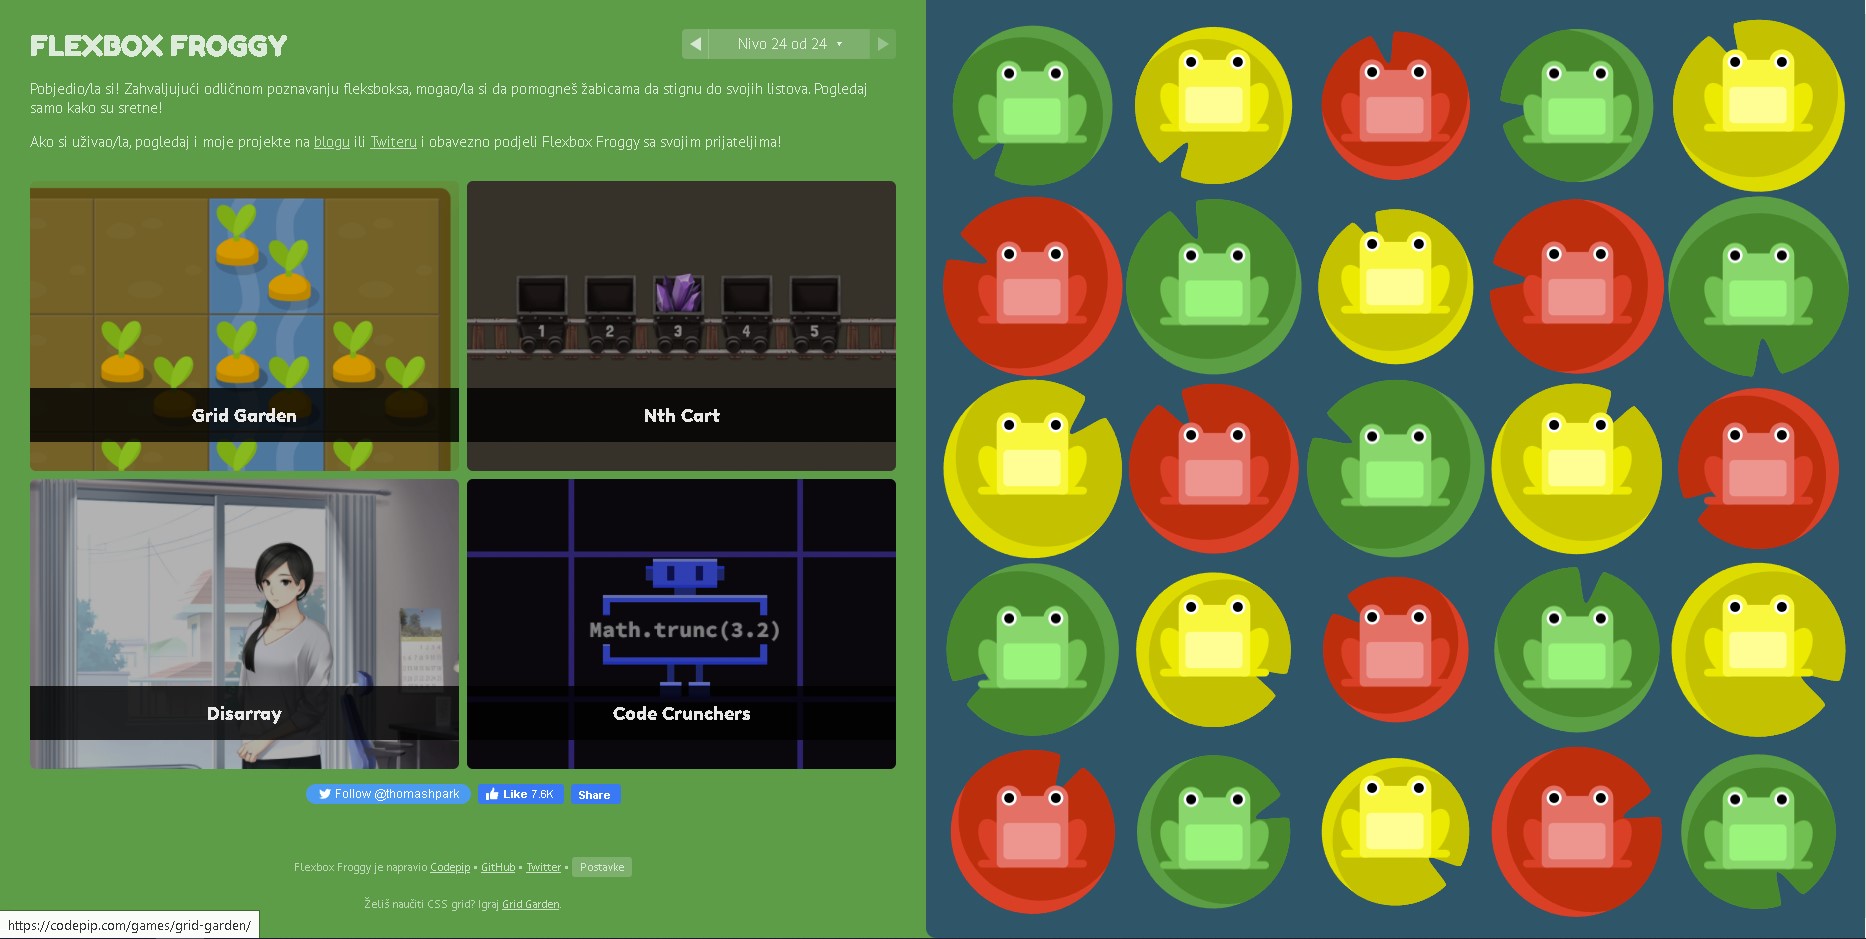 FLEXBOX FROGGY
Nivo 24 od 24
Pobjedio/la si! Zahvaljujući odličnom poznavanju fleksboksa, mogao/la si da pomogneš žabicama da stignu do svojih listova. Pogledaj
samo kako su sretne!
Ako si uživao/la, pogledaj i moje projekte na blogu ili Twiteru i obavezno podjeli Flexbox Froggy sa svojim prijateljima!
Grid Garden
1 2 3 4 5
Nth Cart
Disarray
Math.trunc(3.2)
Code Crunchers
Follow @thomashpark Like 7.6K Share
Flexbox Froggy je napravio Codepip • GitHub • Twitter • Postavke
Želiš naučiti CSS grid? Igraj Grid Garden.
https://codepip.com/games/grid-garden/